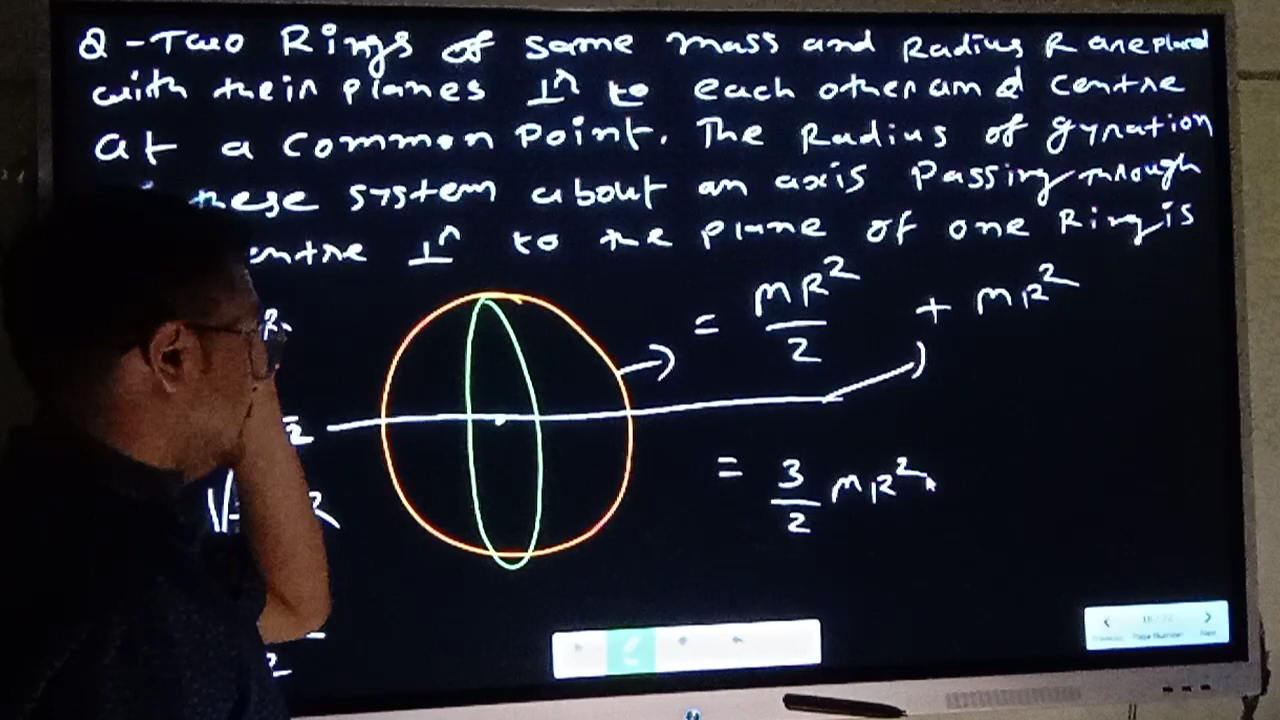 Q - Two Rings of same mass and Radius R are placed
with their planes ⊥r to each other and centre
at a common Point. The Radius of gyration
these system about an axis Passing through
centre ⊥r to the plane of one Ring is
= mR²/2 + mR²
= 3/2 mR²